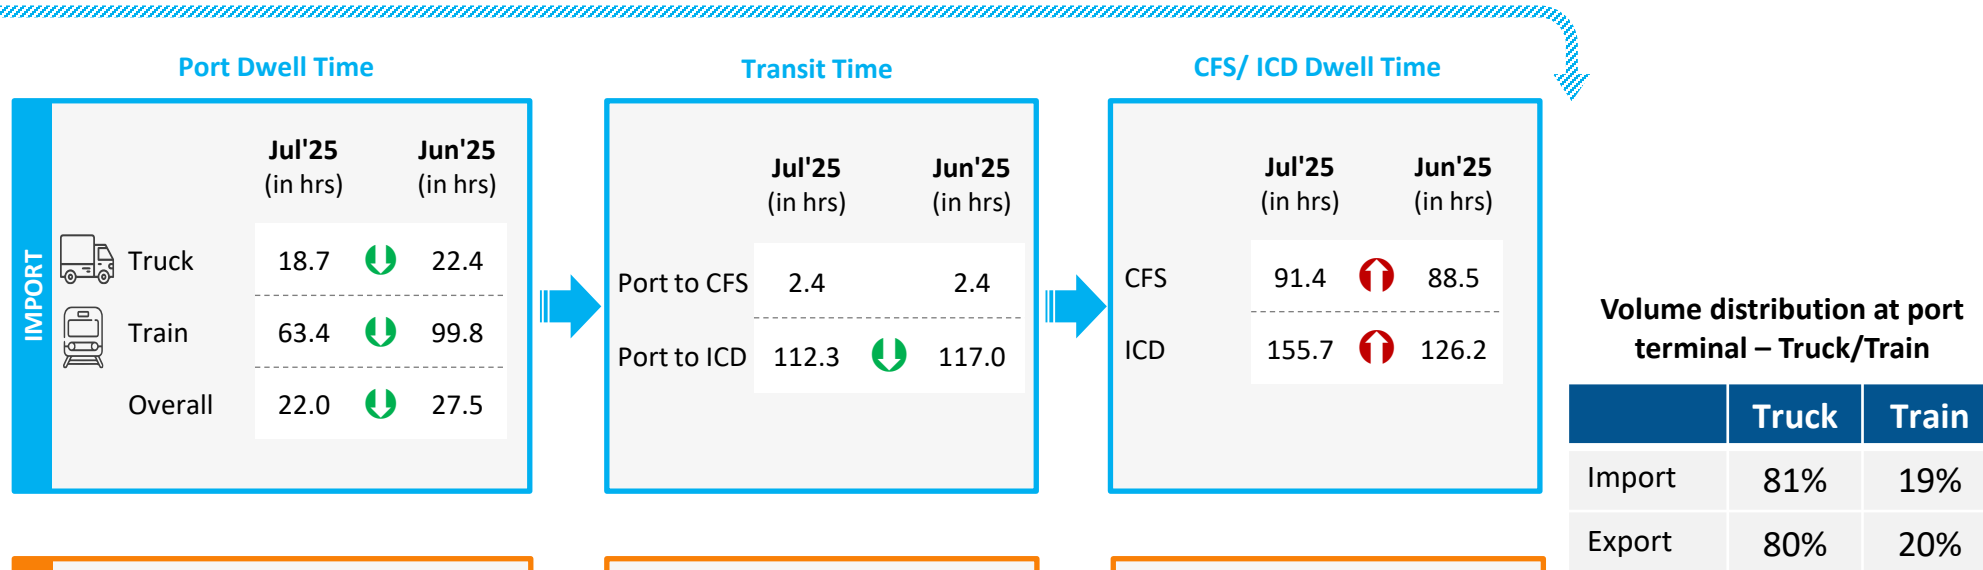 Port Dwell Time
Transit Time
CFS/ ICD Dwell Time
IMPORT
Jul'25 Jun'25
(in hrs) (in hrs)
Truck 18.7 22.4
Train 63.4 99.8
Overall 22.0 27.5
Jul'25 Jun'25
(in hrs) (in hrs)
Port to CFS 2.4 2.4
Port to ICD 112.3 117.0
Jul'25 Jun'25
(in hrs) (in hrs)
CFS 91.4 88.5
ICD 155.7 126.2
Volume distribution at port
terminal – Truck/Train
Truck Train
Import 81% 19%
Export 80% 20%